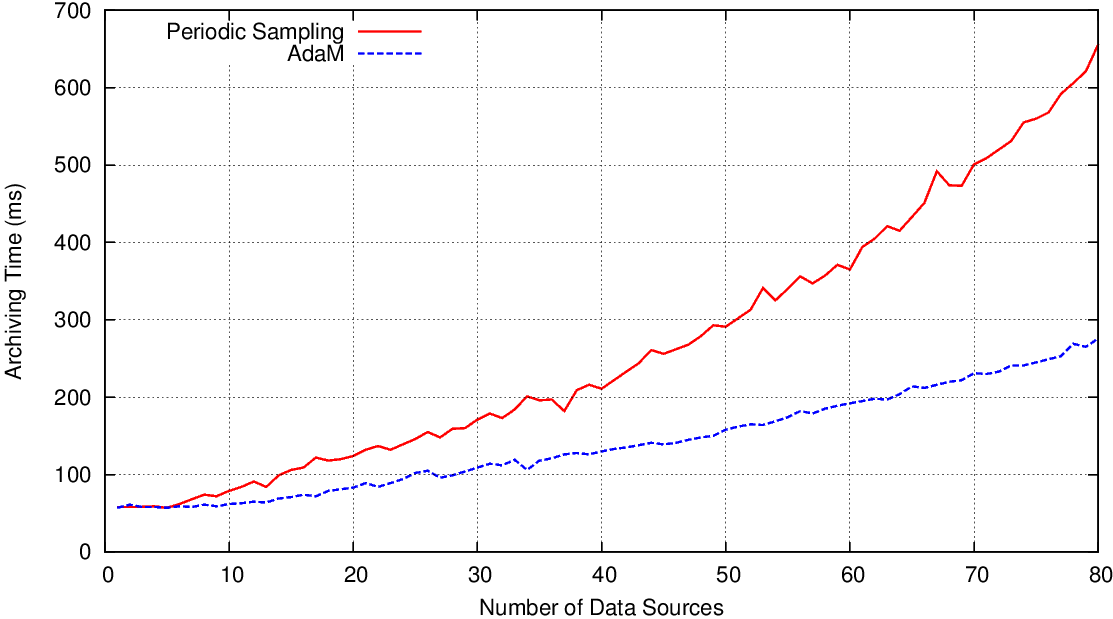 700
600
500
400
300
200
100
0
Archiving Time (ms)
Periodic Sampling
AdaM
0 10 20 30 40 50 60 70 80
Number of Data Sources